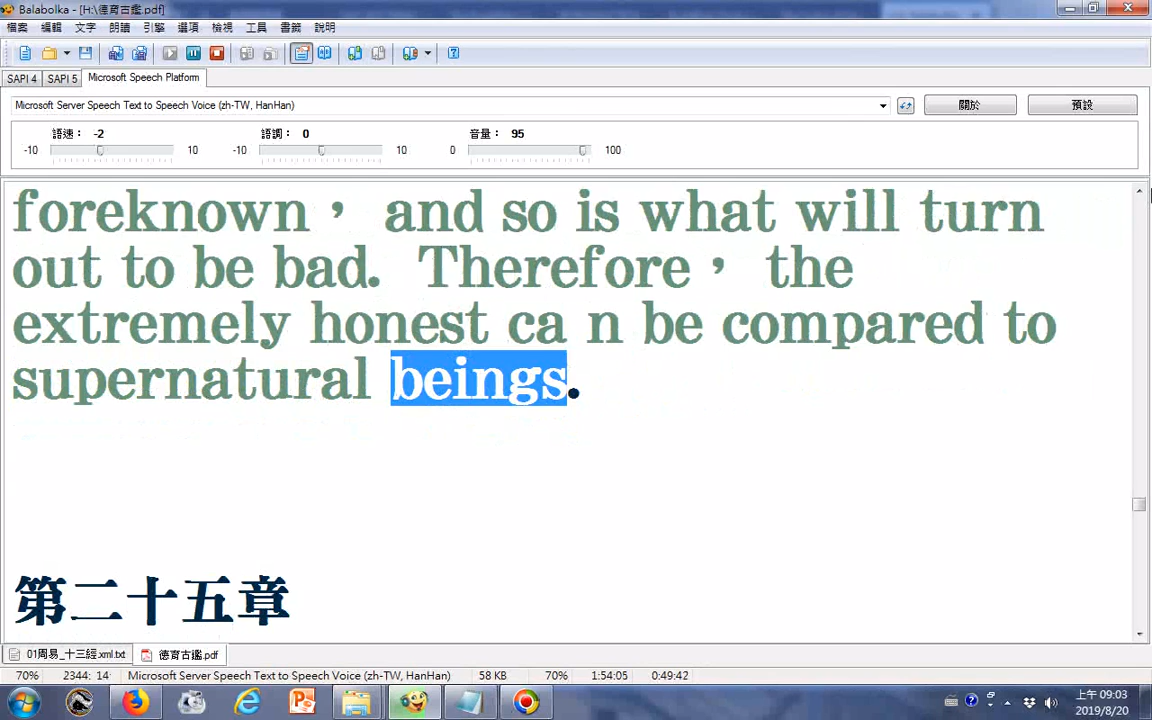 Balabolka - [H:\德育古鑑.pdf]
檔案 編輯 文字 朗讀 引擎 選項 檢視 工具 書籤 說明
SAPI 4 SAPI 5 Microsoft Speech Platform
Microsoft Server Speech Text to Speech Voice (zh-TW, HanHan) 關於 預設
語速： -2 語調： 0 音量： 95
-10 10 -10 10 0 100
foreknown， and so is what will turn
out to be bad. Therefore， the
extremely honest ca n be compared to
supernatural beings.
第二十五章
01周易_十三經.xml.txt 德育古鑑.pdf
70% 2344: 14 Microsoft Server Speech Text to Speech Voice (zh-TW, HanHan) 58 KB 70% 1:54:05 0:49:42
上午 09:03
2019/8/20